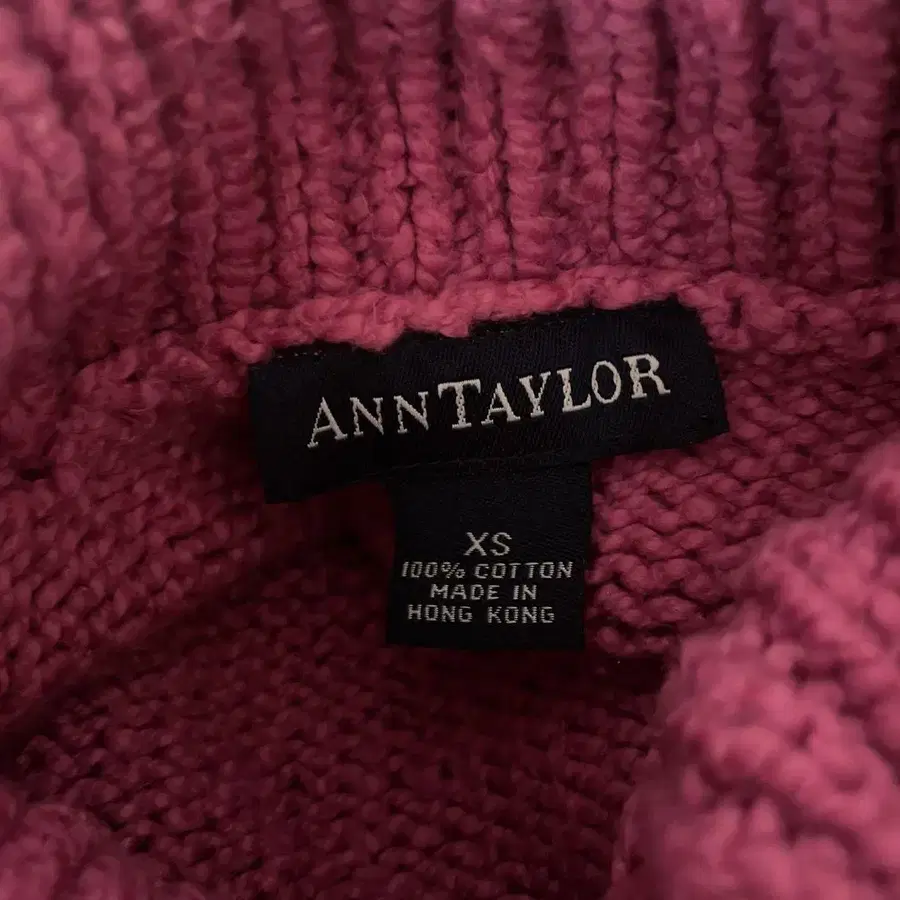 ANNTAYLOR
XS
100% COTTON
MADE IN
HONG KONG